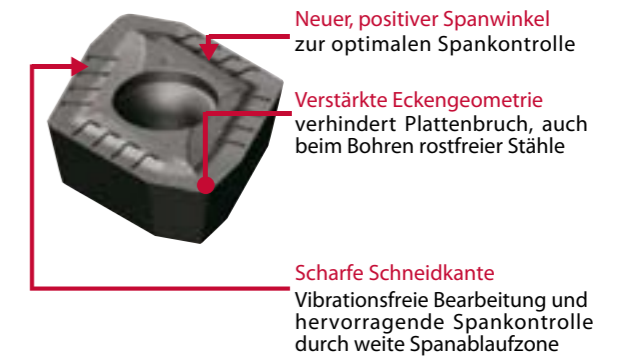 Neuer, positiver Spanwinkel
zur optimalen Spankontrolle
Verstärkte Eckengeometrie
verhindert Plattenbruch, auch
beim Bohren rostfreier Stähle
Scharfe Schneidkante
Vibrationsfreie Bearbeitung und
hervorragende Spankontrolle
durch weite Spanablaufzone